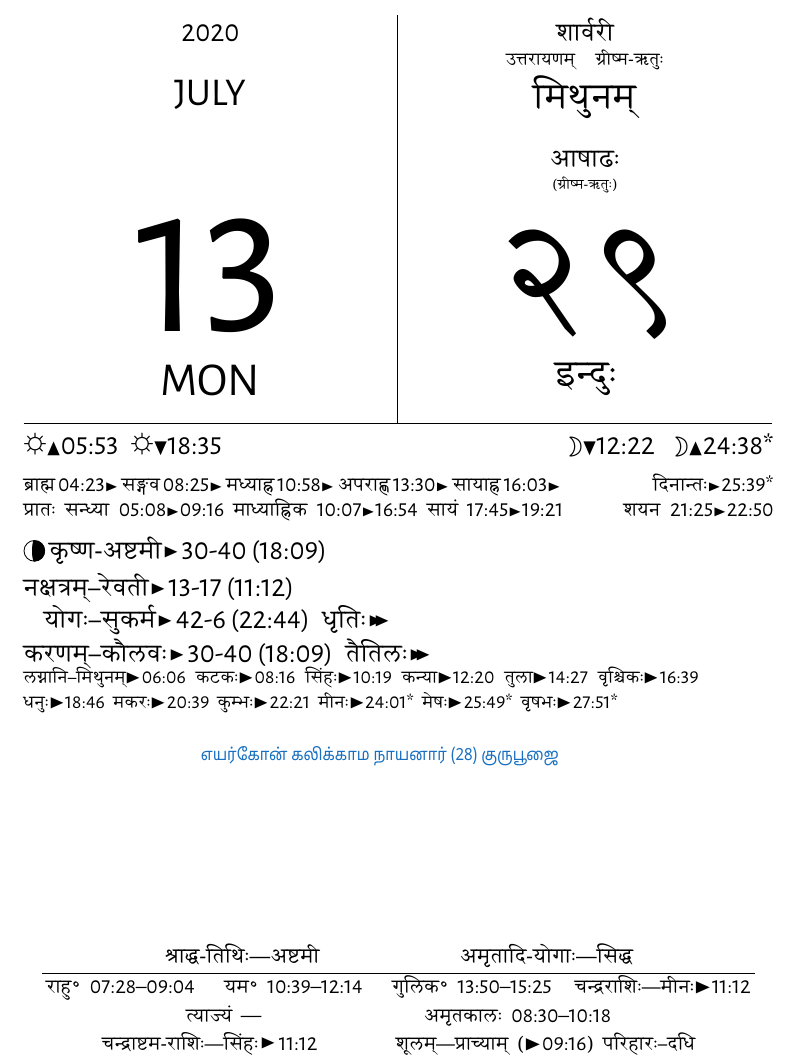 2020
JULY
13
MON
शार्वरी
उत्तरायणम् ग्रीष्म-ऋतुः
मिथुनम्
आषाढः
(ग्रीष्म-ऋतुः)
२९
इन्दुः
☼▲05:53 ☼▼18:35 ☽▼12:22 ☽▲24:38*
ब्राह्म 04:23► सङ्गव 08:25► मध्याह्न 10:58► अपराह्ण 13:30► सायाह्न 16:03► दिनान्तः►25:39*
प्रातः सन्ध्या 05:08►09:16 माध्याह्निक 10:07►16:54 सायं 17:45►19:21 शयन 21:25►22:50
कृष्ण-अष्टमी►30-40 (18:09)
नक्षत्रम्–रेवती►13-17 (11:12)
योगः–सुकर्म►42-6 (22:44) धृतिः►►
करणम्–कौलवः►30-40 (18:09) तैतिलः►►
लग्नानि–मिथुनम्►06:06 कटकः►08:16 सिंहः►10:19 कन्या►12:20 तुला►14:27 वृश्चिकः►16:39
धनुः►18:46 मकरः►20:39 कुम्भः►22:21 मीनः►24:01* मेषः►25:49* वृषभः►27:51*
எயர்கோன் கலிக்காம நாயனார் (28) குருபூஜை
श्राद्ध-तिथिः—अष्टमी अमृतादि-योगाः—सिद्ध
राहु° 07:28–09:04 यम° 10:39–12:14 गुलिक° 13:50–15:25 चन्द्रराशिः—मीनः►11:12
त्याज्यं — अमृतकालः 08:30–10:18
चन्द्राष्टम-राशिः—सिंहः►11:12 शूलम्—प्राच्याम् (►09:16) परिहारः–दधि